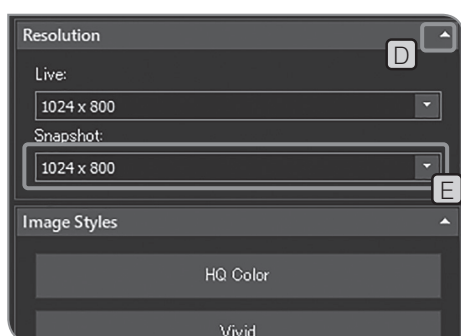 Resolution
D
Live:
1024 x 800
Snapshot:
1024 x 800
E
Image Styles
HQ Color
Vivid